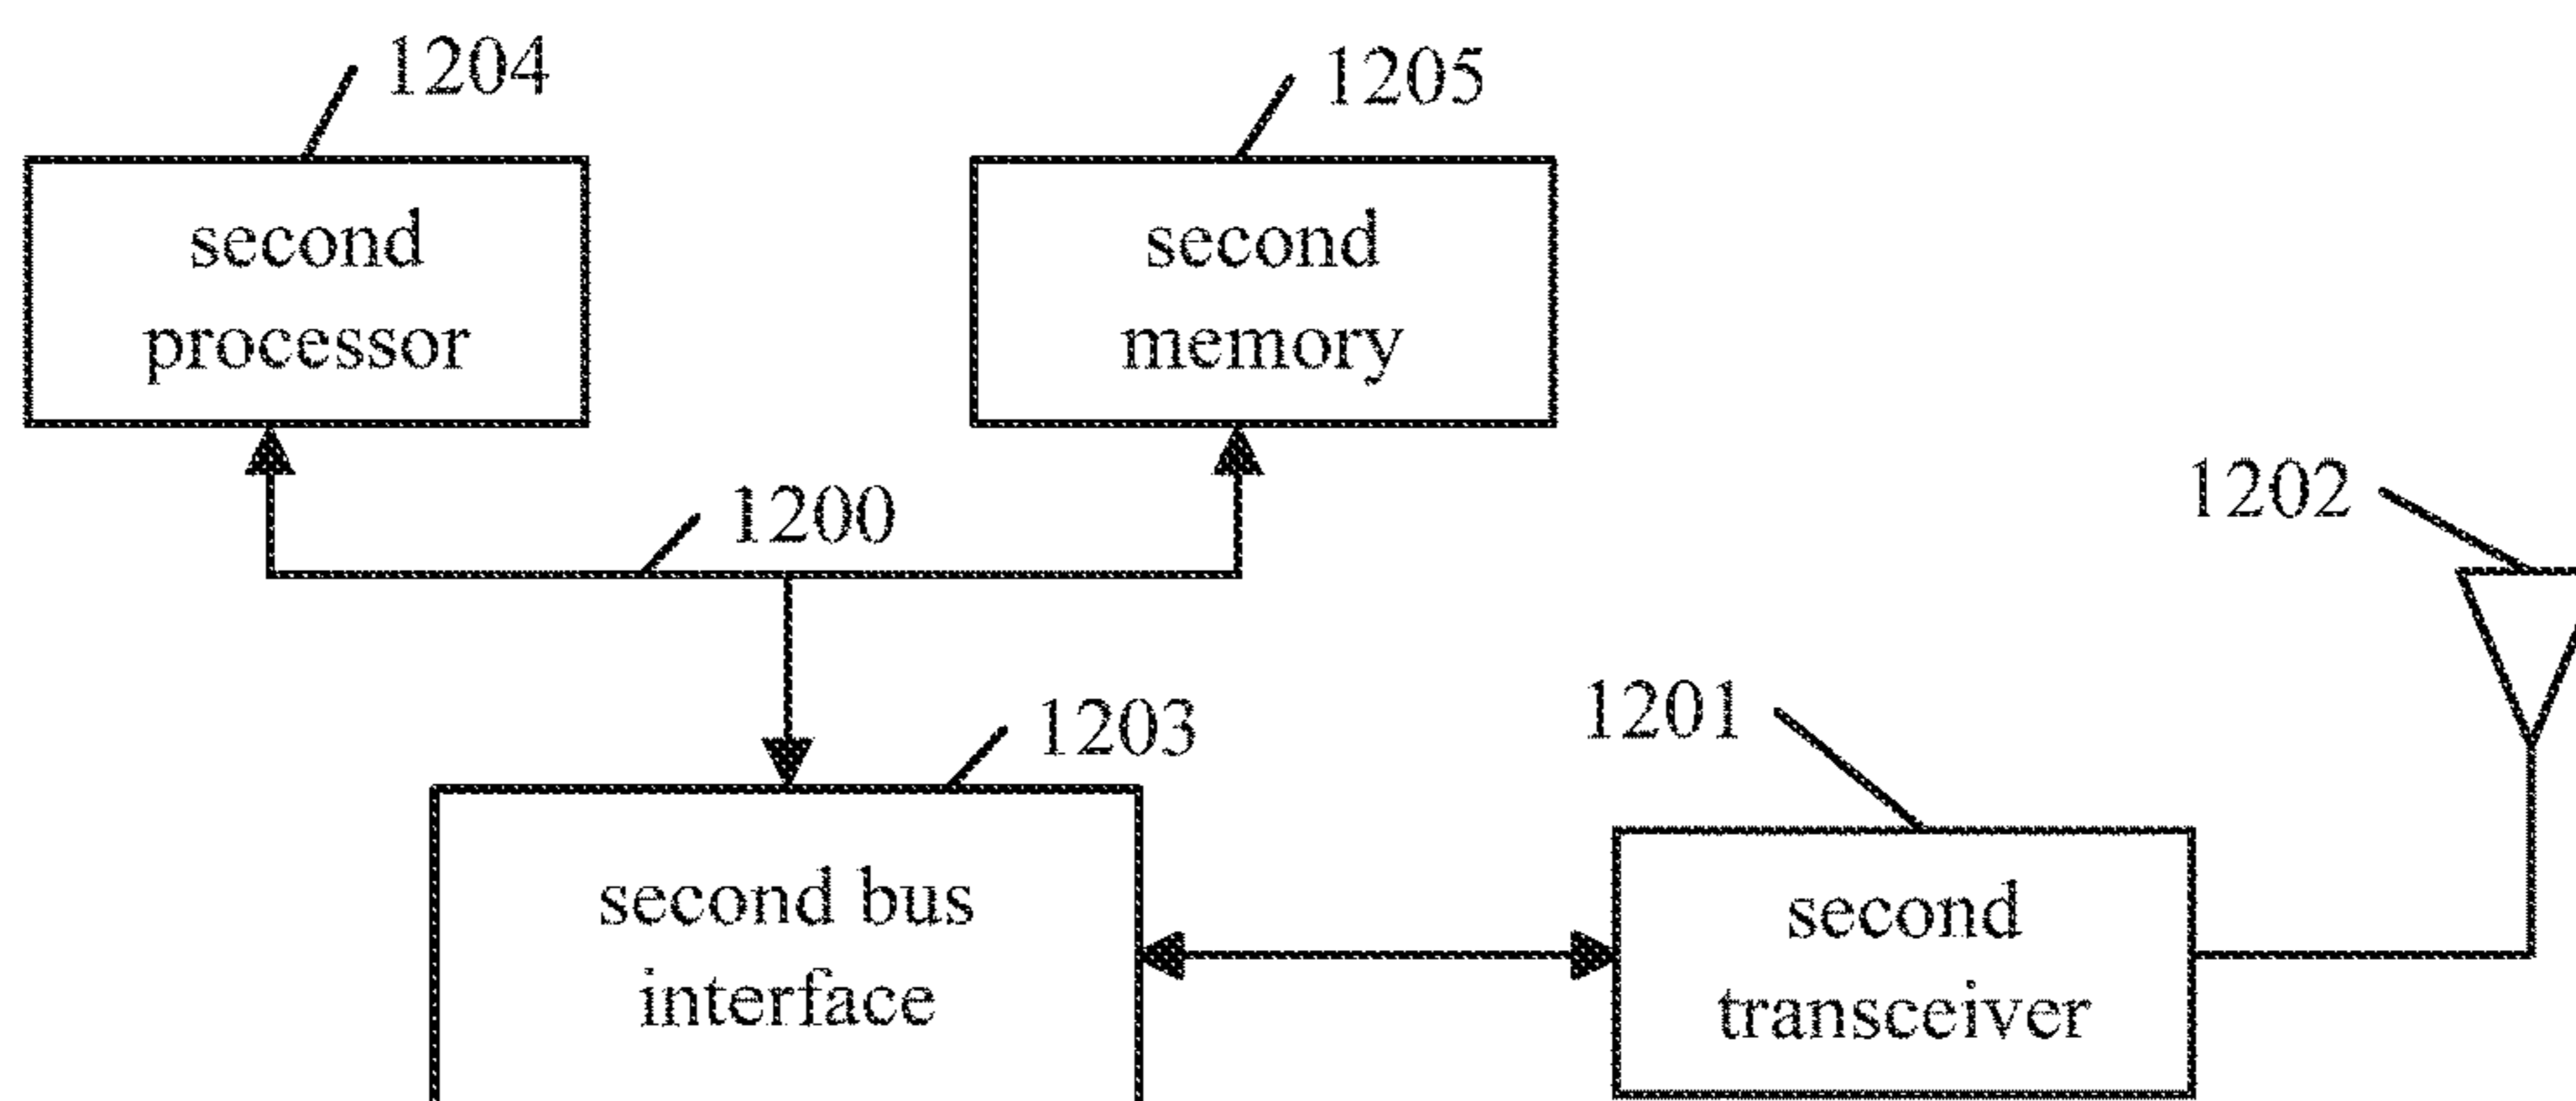 1204
1205
second
processor
second
memory
1200
1202
1203
1201
second bus
interface
second
transceiver